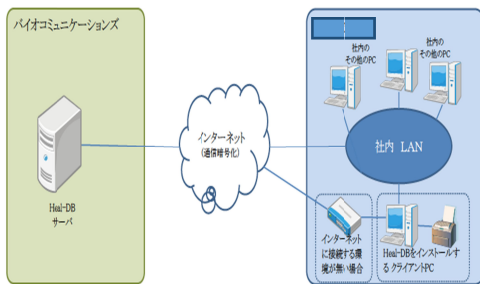 バイオコミュニケーションズ
社内の
その他のPC
社内の
その他のPC
インターネット
(通信暗号化)
社内 LAN
Heal-DB
サーバ
インターネット
に接続する環
境が無い場合
Heal-DBをインストールす
る クライアントPC